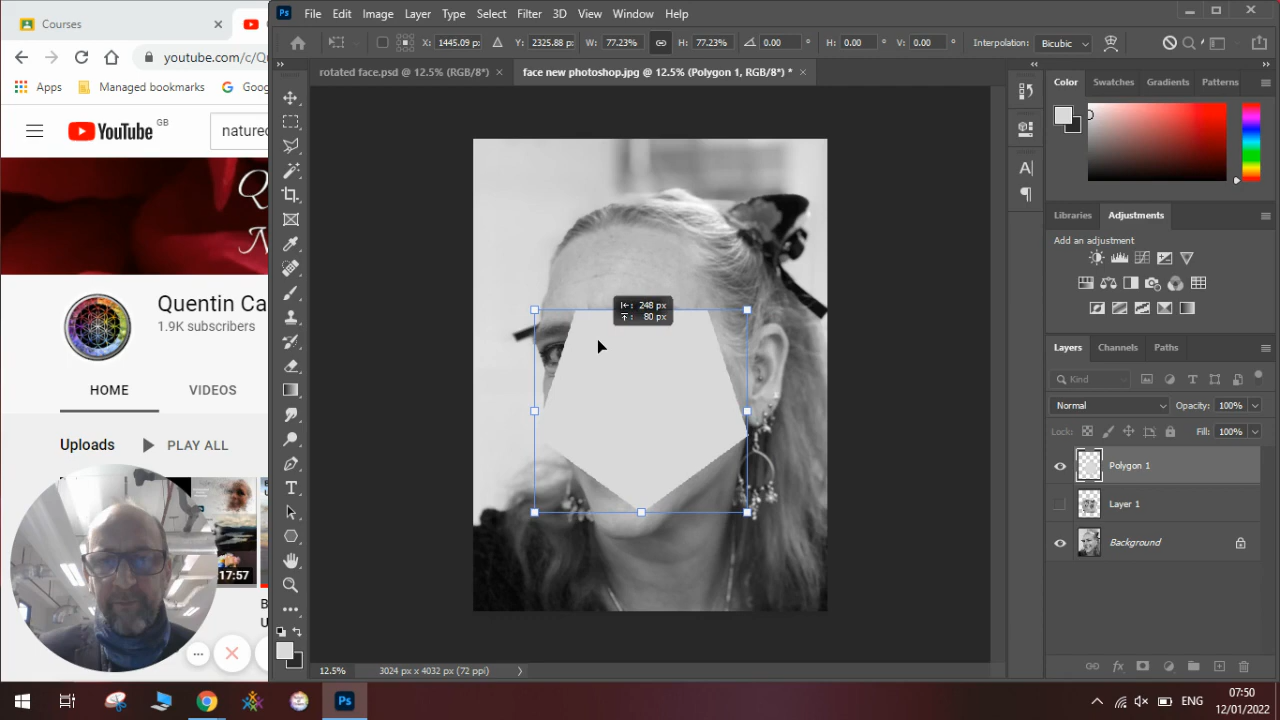 Courses
youtube.com/c/Qu
Apps
Managed bookmarks
Goog
YouTube GB
natured
Quentin Ca
1.9K subscribers
HOME
VIDEOS
Uploads
PLAY ALL
17:57
B
U
Ps File Edit Image Layer Type Select Filter 3D View Window Help
X: 1445.09 px Y: 2325.88 px W: 77.23% H: 77.23% 0.00 ° H: 0.00 ° V: 0.00 ° Interpolation: Bicubic
rotated face.psd @ 12.5% (RGB/8*) ×
face new photoshop.jpg @ 12.5% (Polygon 1, RGB/8*) * ×
248 px
80 px
12.5%
3024 px x 4032 px (72 ppi)
Color Swatches Gradients Patterns
Libraries Adjustments
Add an adjustment
Layers Channels Paths
Kind
Normal
Opacity: 100%
Lock:
Fill: 100%
Polygon 1
Layer 1
Background
Ps
ENG
07:50
12/01/2022